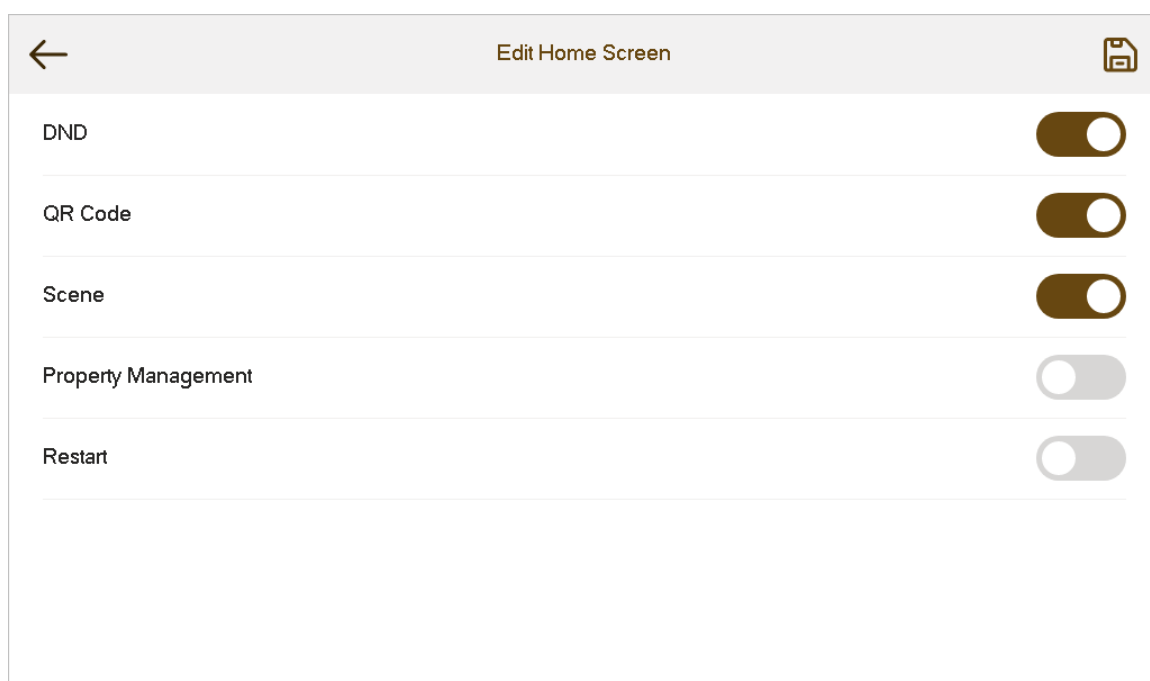 Edit Home Screen
DND
QR Code
Scene
Property Management
Restart